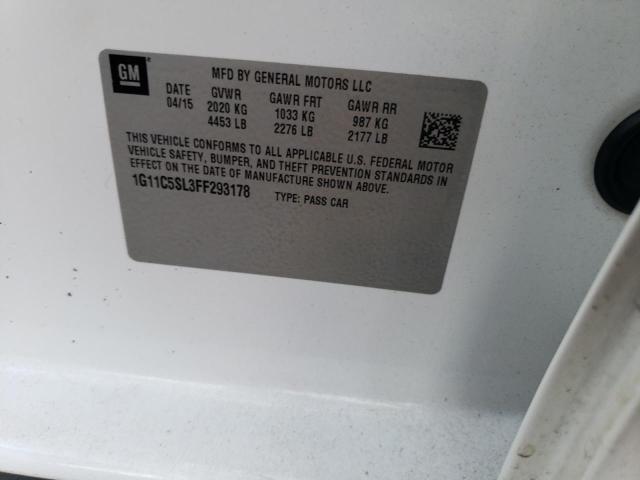 GM
MFD BY GENERAL MOTORS LLC
DATE GVWR GAWR FRT GAWR RR
04/15 2020 KG 1033 KG 987 KG
4453 LB 2276 LB 2177 LB
THIS VEHICLE CONFORMS TO ALL APPLICABLE U.S. FEDERAL MOTOR
VEHICLE SAFETY, BUMPER, AND THEFT PREVENTION STANDARDS IN
EFFECT ON THE DATE OF MANUFACTURE SHOWN ABOVE.
1G11C5SL3FF293178 TYPE: PASS CAR